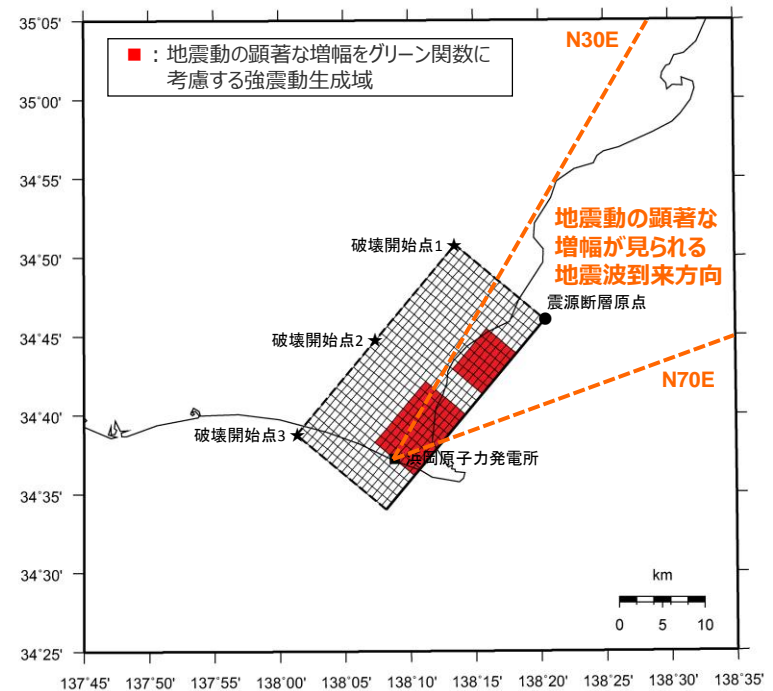 35°05'
35°00'
34°55'
34°50'
34°45'
34°40'
34°35'
34°30'
34°25'
■：地震動の顕著な増幅をグリーン関数に
考慮する強震動生成域
N30E
地震動の顕著な
増幅が見られる
地震波到来方向
破壊開始点1
震源断層原点
破壊開始点2
N70E
破壊開始点3
浜岡原子力発電所
km
0 5 10
137°45' 137°50' 137°55' 138°00' 138°05' 138°10' 138°15' 138°20' 138°25' 138°30' 138°35'